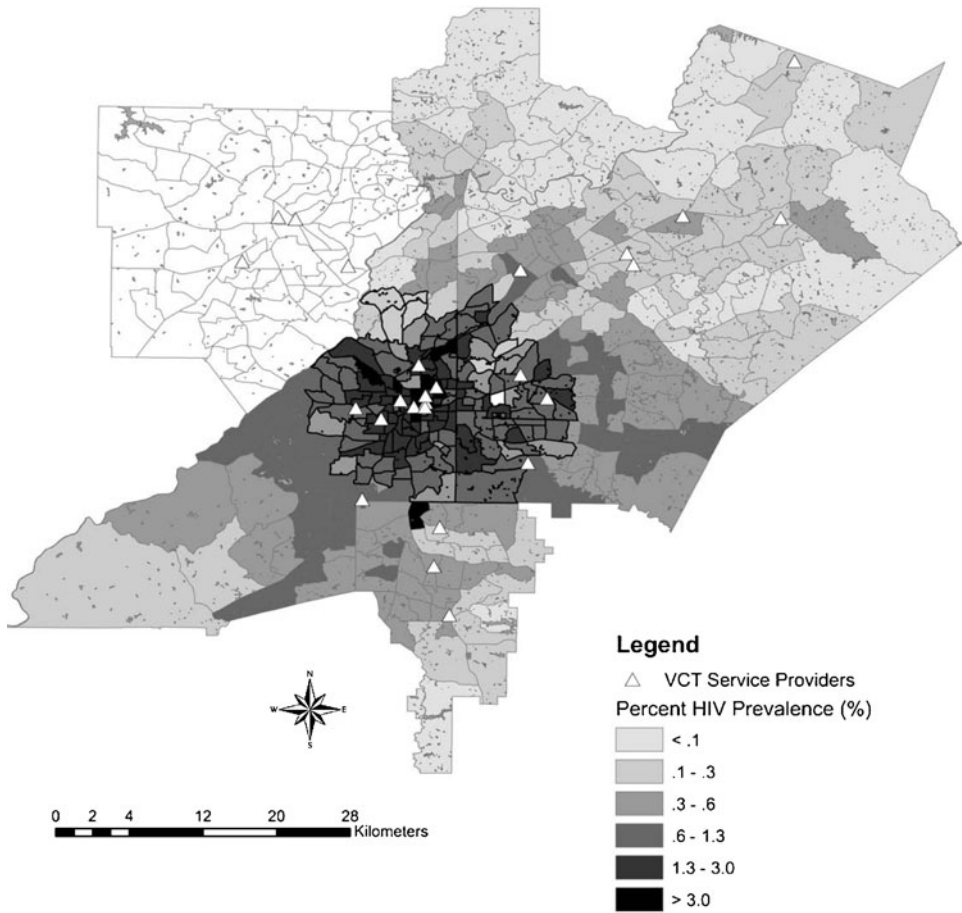 N
W E
S
0 2 4 12 20 28
Kilometers
Legend
VCT Service Providers
Percent HIV Prevalence (%)
< .1
.1 - .3
.3 - .6
.6 - 1.3
1.3 - 3.0
> 3.0